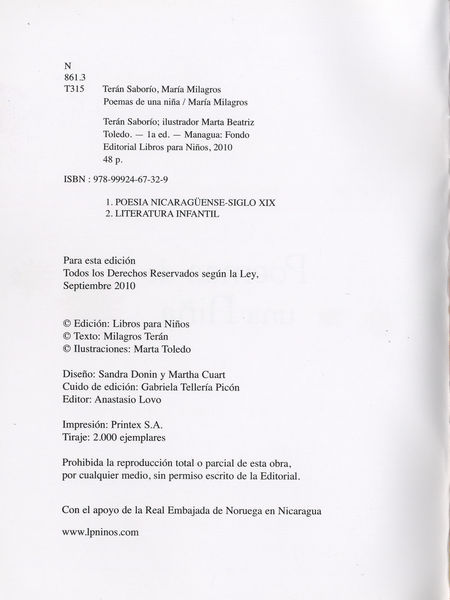 N
861.3
T315 Terán Saborío, María Milagros
Poemas de una niña / María Milagros
Terán Saborío; ilustrador Marta Beatriz
Toledo. — 1a ed. — Managua: Fondo
Editorial Libros para Niños, 2010
48 p.
ISBN : 978-99924-67-32-9
1. POESIA NICARAGÜENSE-SIGLO XIX
2. LITERATURA INFANTIL
Para esta edición
Todos los Derechos Reservados según la Ley,
Septiembre 2010
© Edición: Libros para Niños
© Texto: Milagros Terán
© Ilustraciones: Marta Toledo
Diseño: Sandra Donin y Martha Cuart
Cuido de edición: Gabriela Tellería Picón
Editor: Anastasio Lovo
Impresión: Printex S.A.
Tiraje: 2.000 ejemplares
Prohibida la reproducción total o parcial de esta obra,
por cualquier medio, sin permiso escrito de la Editorial.
Con el apoyo de la Real Embajada de Noruega en Nicaragua
www.lpninos.com